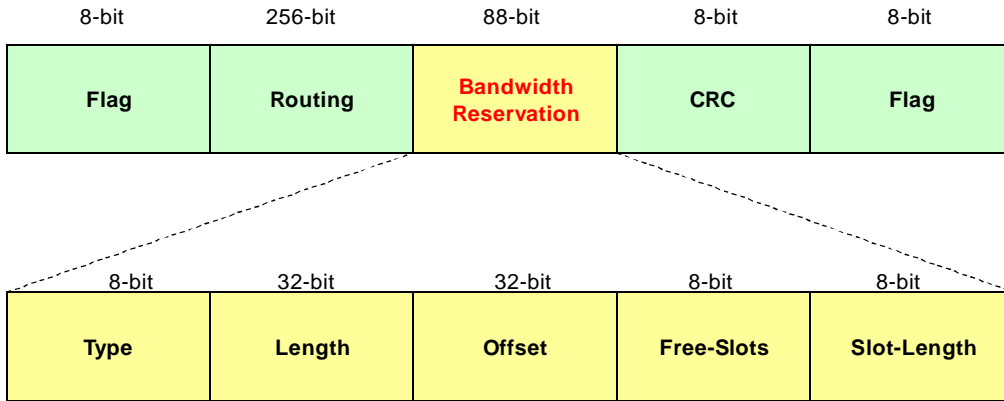 8-bit 256-bit 88-bit 8-bit 8-bit
Flag Routing Bandwidth Reservation CRC Flag
8-bit 32-bit 32-bit 8-bit 8-bit
Type Length Offset Free-Slots Slot-Length